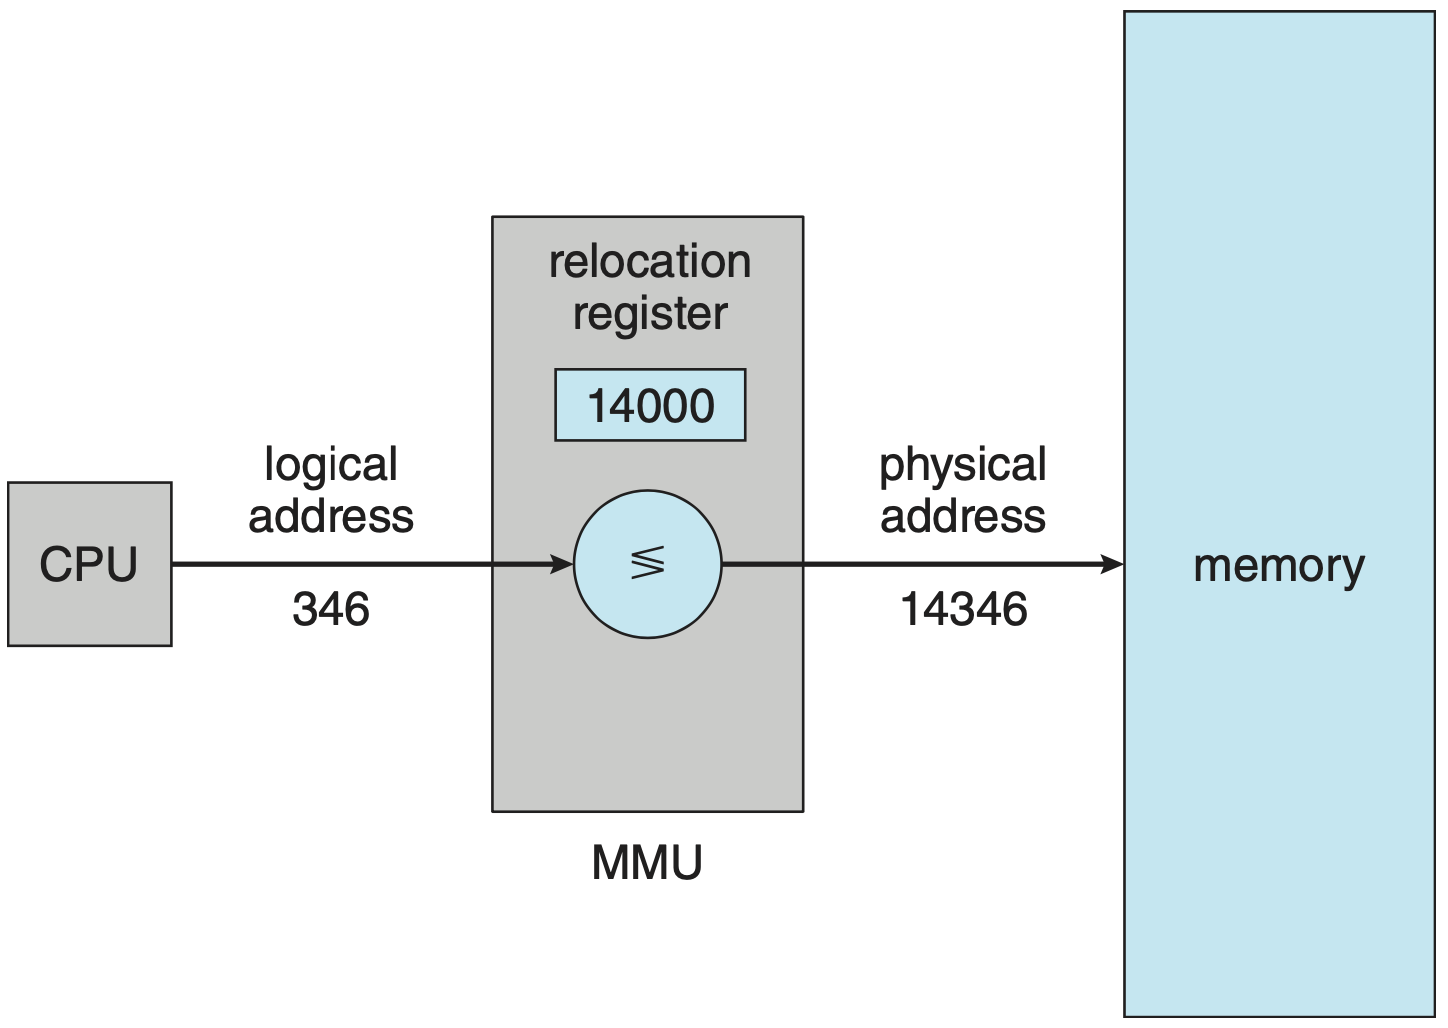 relocation
register
14000
logical
address
physical
address
CPU
≶
memory
346
14346
MMU